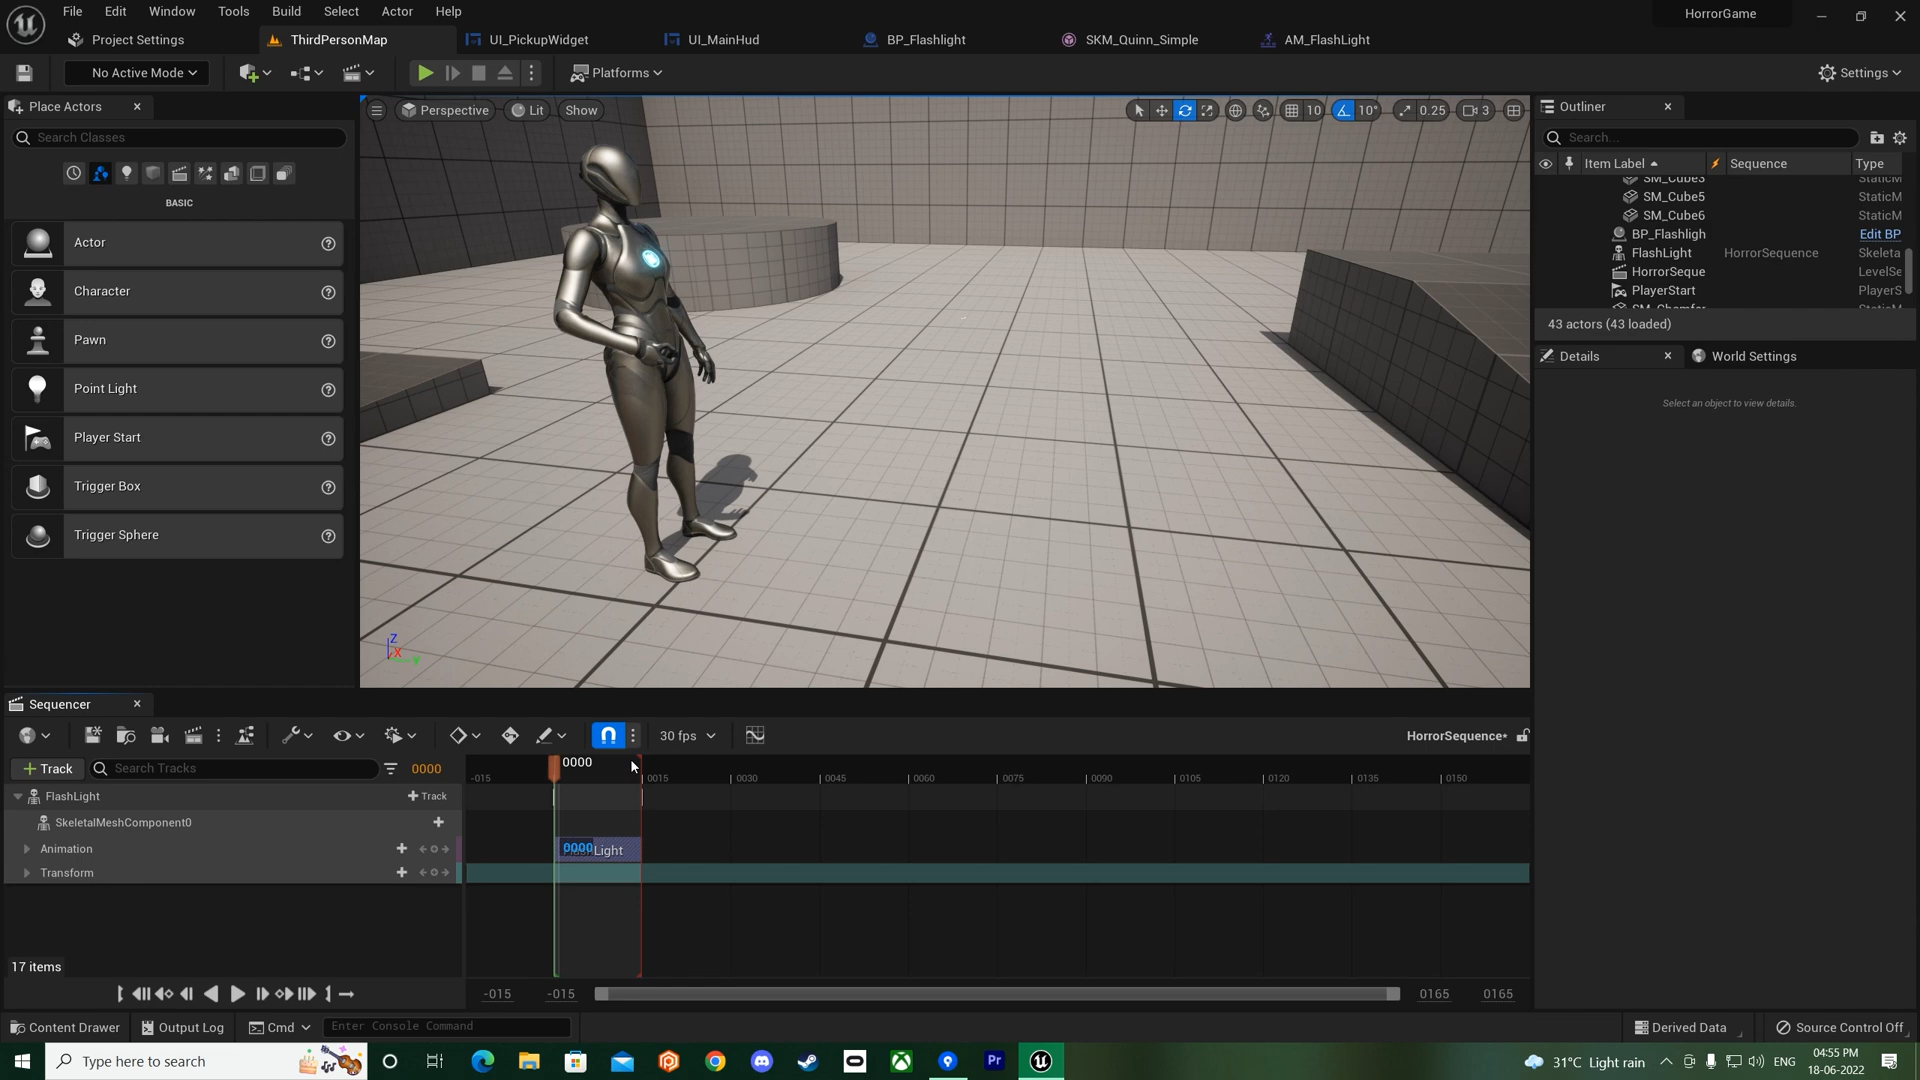 File Edit Window Tools Build Select Actor Help
HorrorGame
Project Settings
ThirdPersonMap
UI_PickupWidget
UI_MainHud
BP_Flashlight
SKM_Quinn_Simple
AM_FlashLight
No Active Mode
Platforms
Settings
Place Actors
Search Classes
BASIC
Actor
Character
Pawn
Point Light
Player Start
Trigger Box
Trigger Sphere
Perspective
Lit
Show
10
10°
0.25
3
Z
X
Y
Outliner
Search...
Item Label
Sequence
Type
SM_Cube3 StaticM
SM_Cube5 StaticM
SM_Cube6 StaticM
BP_Flashligh Edit BP
FlashLight HorrorSequence Skeleta
HorrorSeque LevelSe
PlayerStart PlayerS
43 actors (43 loaded)
Details
World Settings
Select an object to view details.
Sequencer
30 fps
HorrorSequence*
+ Track
Search Tracks
0000
0000
-015 0015 0030 0045 0060 0075 0090 0105 0120 0135 0150
FlashLight
+ Track
SkeletalMeshComponent0
Animation
0000
Light
Transform
17 items
-015 -015 0165 0165
Content Drawer
Output Log
Cmd
Enter Console Command
Derived Data
Source Control Off
Type here to search
Pr
31°C Light rain
ENG
04:55 PM
18-06-2022